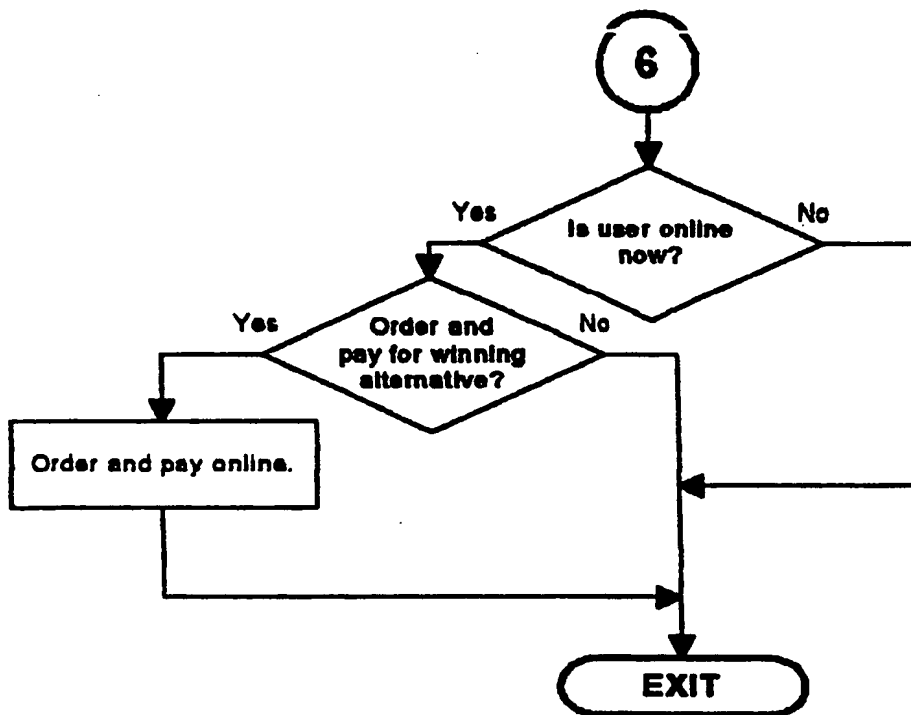 6
Yes
No
Is user online
now?
Yes
No
Order and
pay for winning
alternative?
Order and pay online.
EXIT